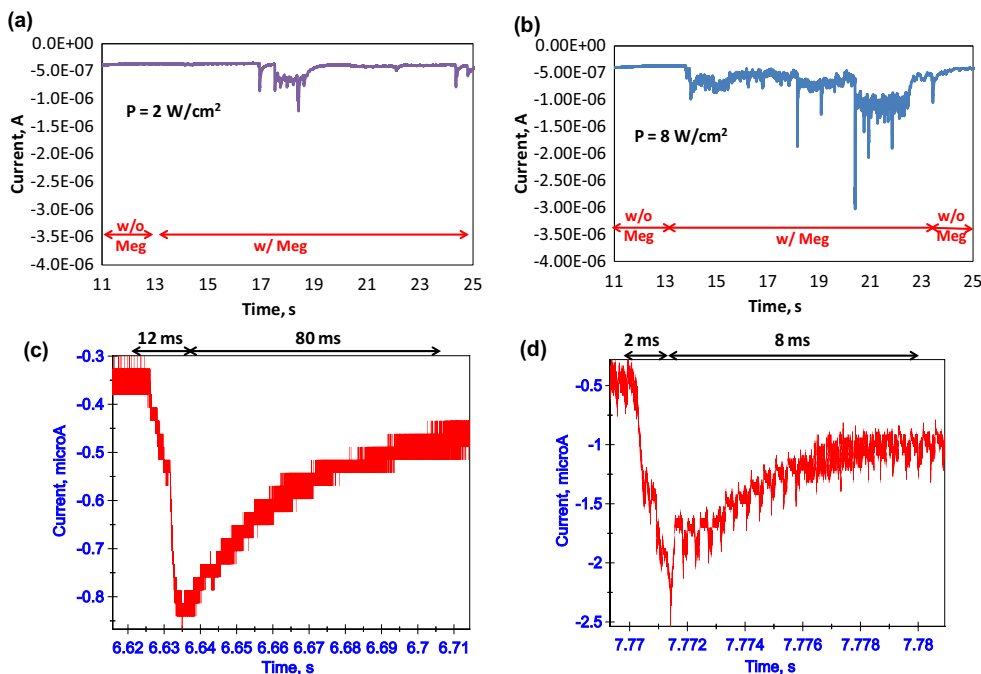 (a)
0.0E+00
-5.0E-07
-1.0E-06
-1.5E-06
-2.0E-06
-2.5E-06
-3.0E-06
-3.5E-06
-4.0E-06
Current, A
P = 2 W/cm²
w/o
Meg
w/ Meg
11 13 15 17 19 21 23 25
Time, s
(b)
0.00E+00
-5.00E-07
-1.00E-06
-1.50E-06
-2.00E-06
-2.50E-06
-3.00E-06
-3.50E-06
-4.00E-06
Current, A
P = 8 W/cm²
w/o
Meg
w/ Meg
w/o
Meg
11 13 15 17 19 21 23 25
Time, s
(c)
12 ms 80 ms
-0.3
-0.4
-0.5
-0.6
-0.7
-0.8
Current, microA
6.62 6.63 6.64 6.65 6.66 6.67 6.68 6.69 6.7 6.71
Time, s
(d)
2 ms 8 ms
-0.5
-1
-1.5
-2
-2.5
Current, microA
7.77 7.772 7.774 7.776 7.778 7.78
Time, s